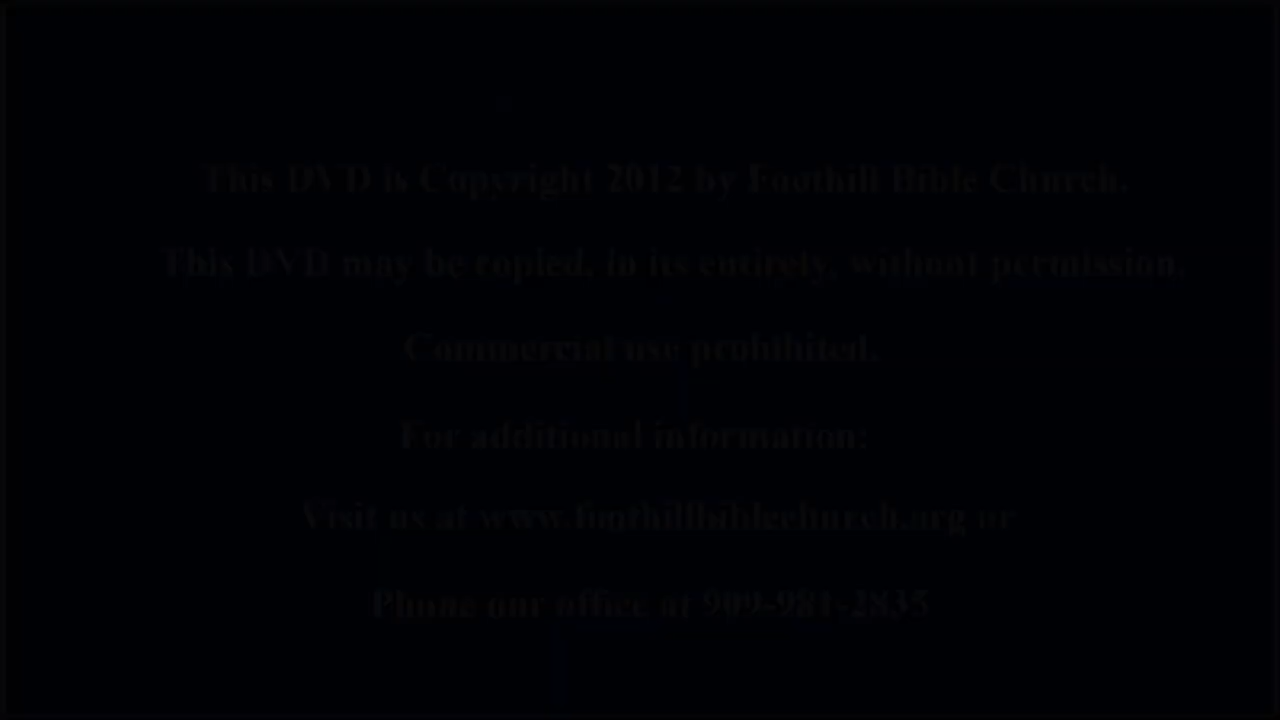 This DVD is Copyright 2012 by Foothill Bible Church.
This DVD may be copied, in its entirety, without permission.
Commercial use prohibited.
For additional information:
Visit us at www.foothillbiblechurch.org or
Phone our office at 909-981-2835